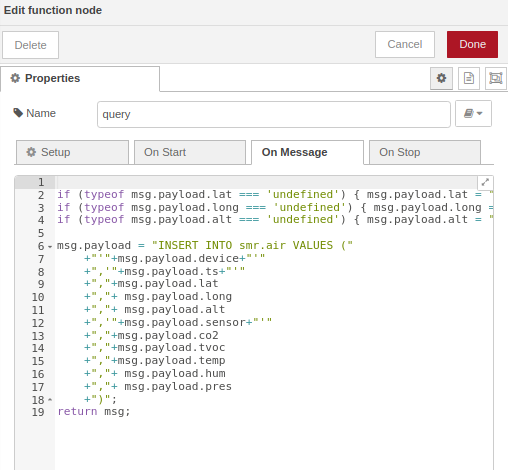 Edit function node
Delete
Cancel
Done
Properties
Name
query
Setup
On Start
On Message
On Stop
1
2 if (typeof msg.payload.lat === 'undefined') { msg.payload.lat = "
3 if (typeof msg.payload.long === 'undefined') { msg.payload.long =
4 if (typeof msg.payload.alt === 'undefined') { msg.payload.alt = "
5
6 msg.payload = "INSERT INTO smr.air VALUES ("
7 +"'"+msg.payload.device+"'"
8 +",'"+msg.payload.ts+"'"
9 +","+msg.payload.lat
10 +","+ msg.payload.long
11 +","+ msg.payload.alt
12 +",'"+msg.payload.sensor+"'"
13 +","+msg.payload.co2
14 +","+msg.payload.tvoc
15 +","+msg.payload.temp
16 +","+ msg.payload.hum
17 +","+ msg.payload.pres
18 +")";
19 return msg;